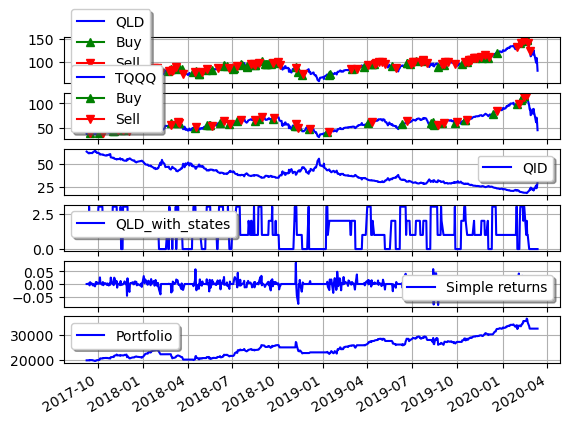 QLD
Buy
Sell
150
100
TQQQ
Buy
Sell
100
50
QID
50
25
QLD_with_states
2.5
0.0
Simple returns
0.05
0.00
−0.05
Portfolio
30000
20000
2017-10
2018-01
2018-04
2018-07
2018-10
2019-01
2019-04
2019-07
2019-10
2020-01
2020-04